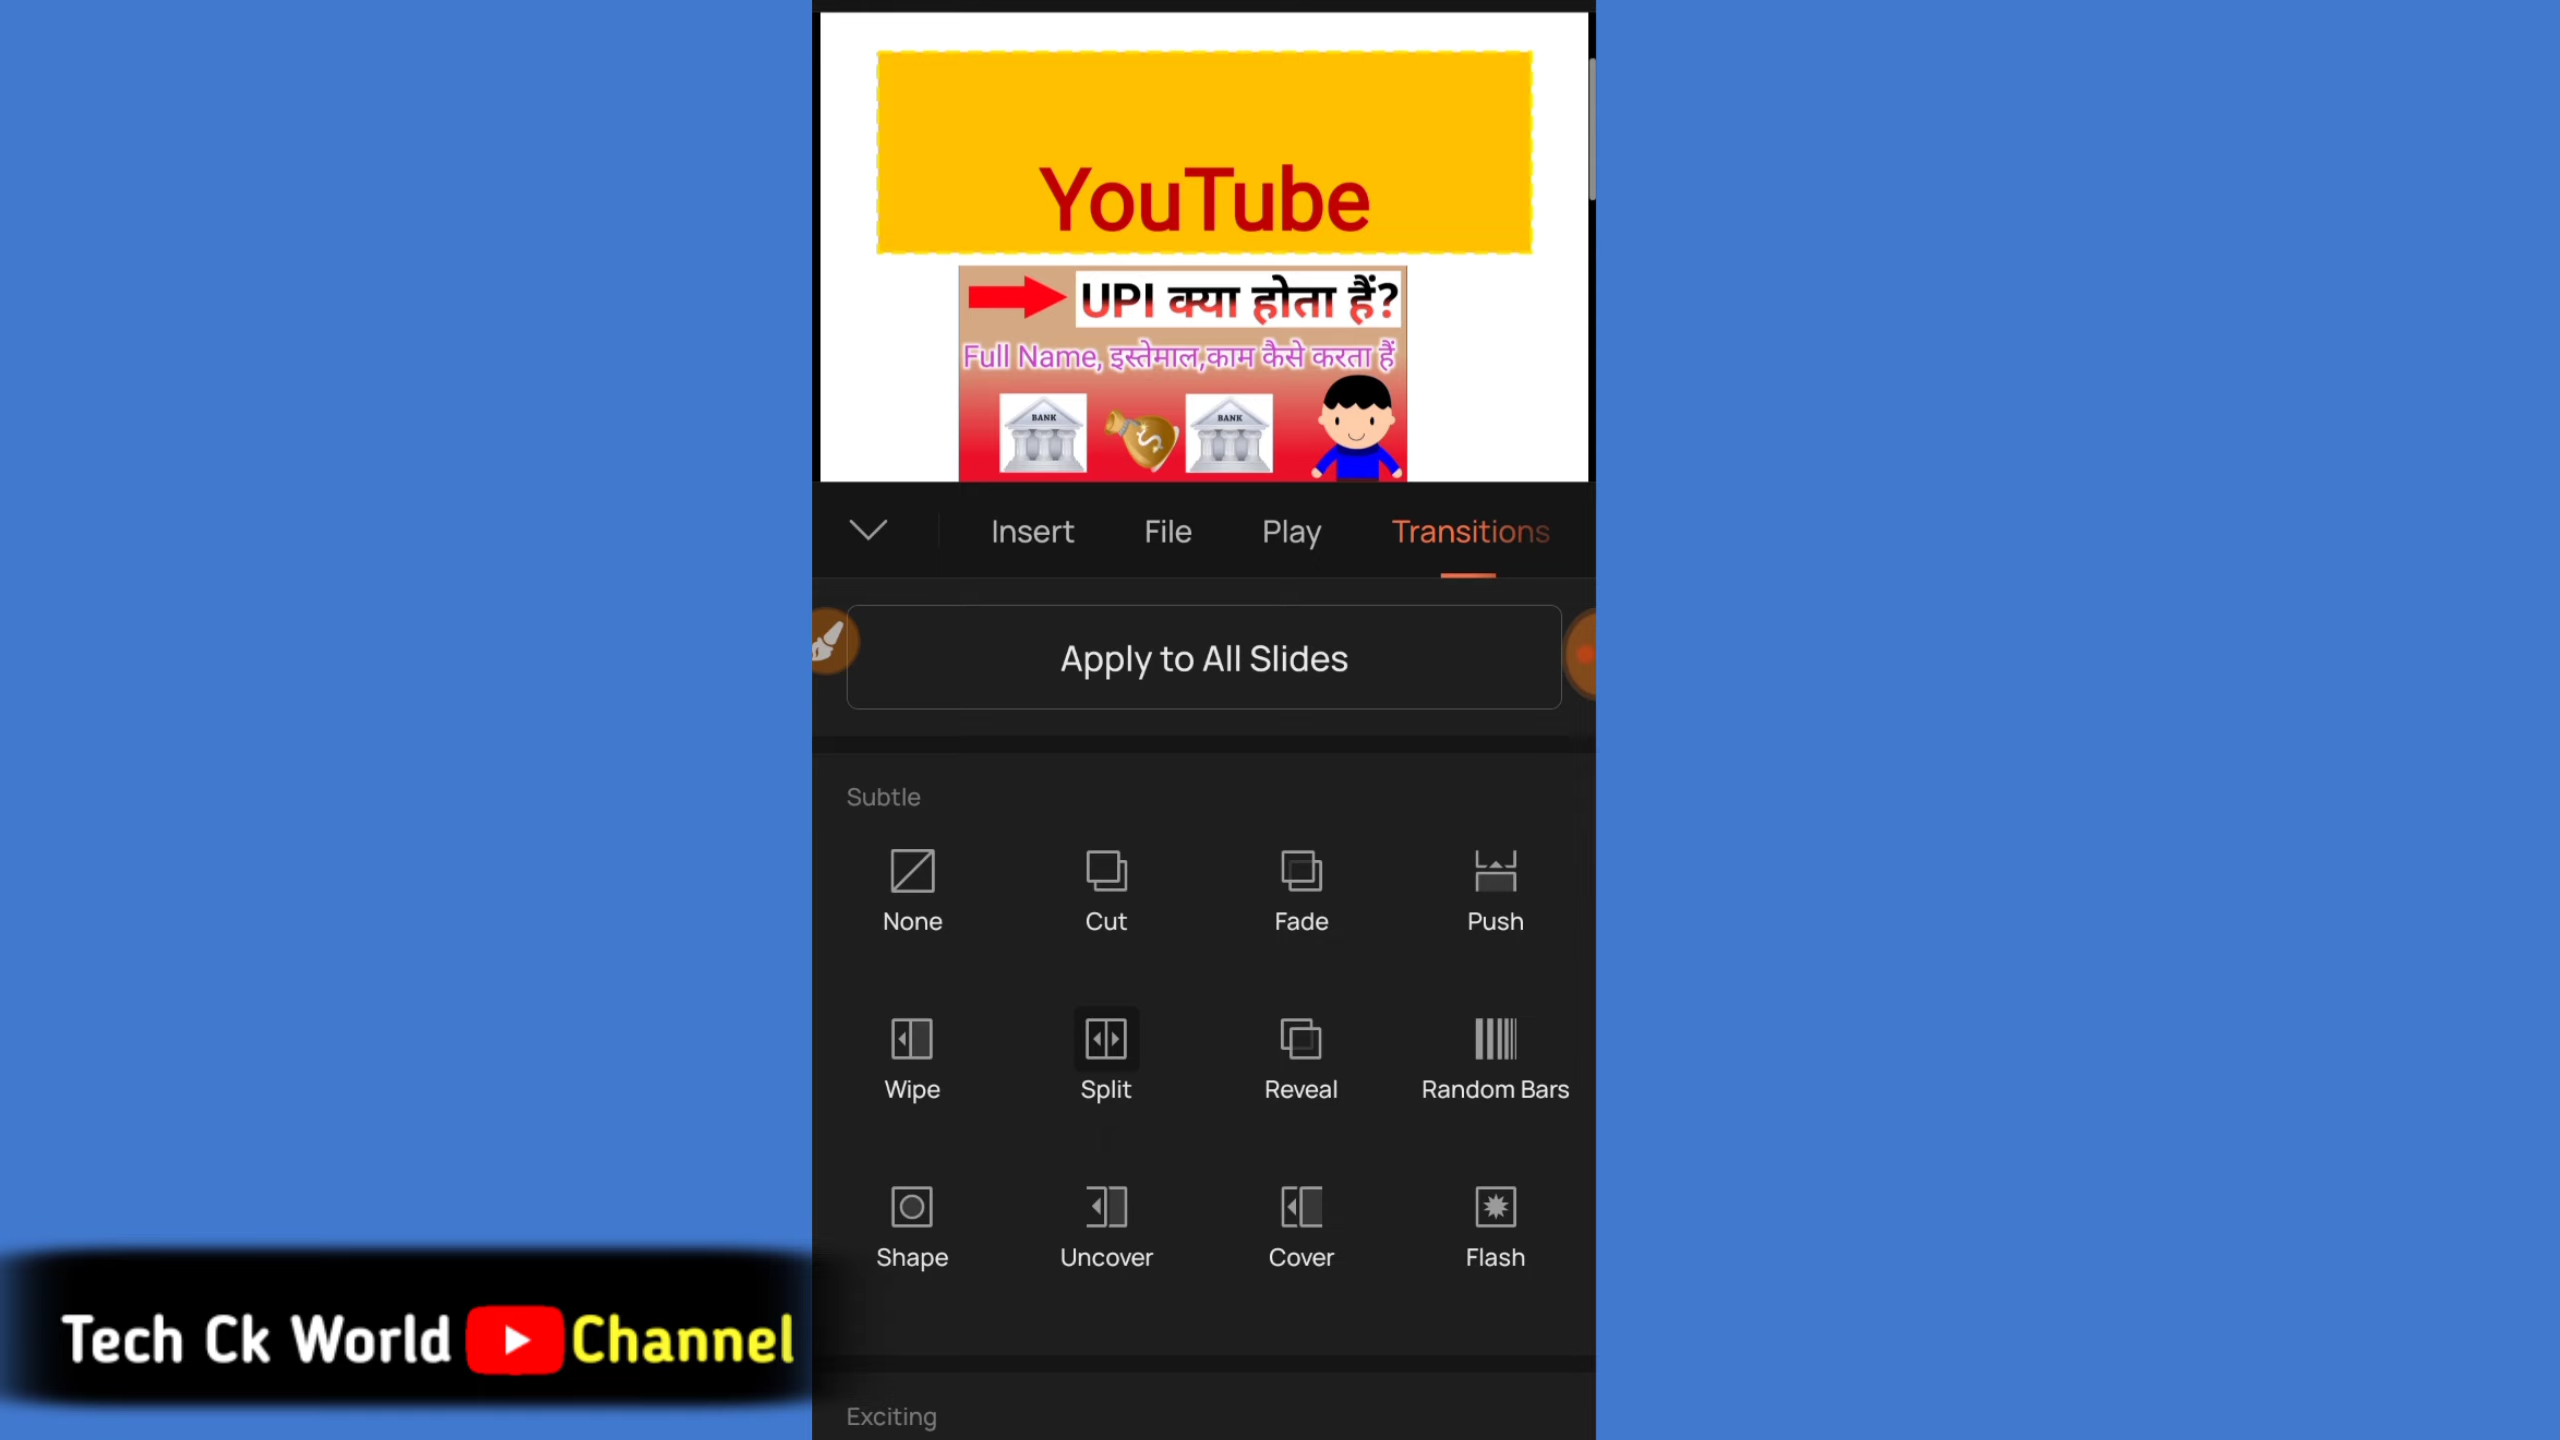 YouTube
UPI क्या होता हैं?
Full Name, इस्तेमाल,काम कैसे करता हैं
BANK
BANK
Insert File Play Transitions
Apply to All Slides
Subtle
None Cut Fade Push
Wipe Split Reveal Random Bars
Shape Uncover Cover Flash
Tech Ck World Channel
Exciting